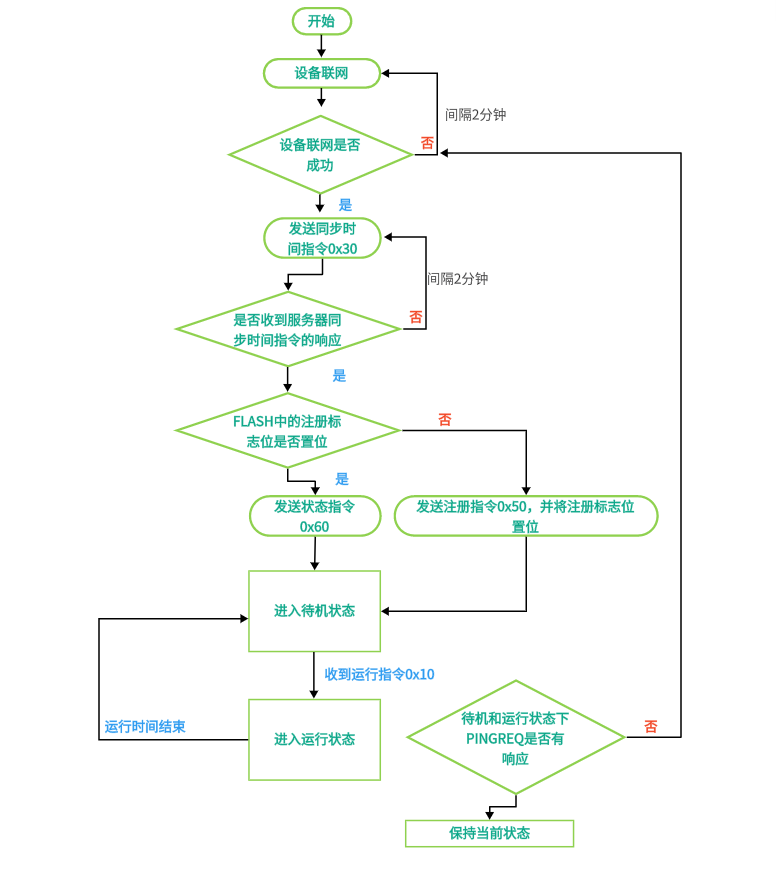 开始
设备联网
间隔2分钟
设备联网是否
成功
否
是
发送同步时
间指令0x30
间隔2分钟
是否收到服务器同
步时间指令的响应
否
是
FLASH中的注册标
志位是否置位
否
是
发送状态指令
0x60
发送注册指令0x50，并将注册标志位
置位
进入待机状态
收到运行指令0x10
运行时间结束
进入运行状态
待机和运行状态下
PINGREQ是否有
响应
否
保持当前状态